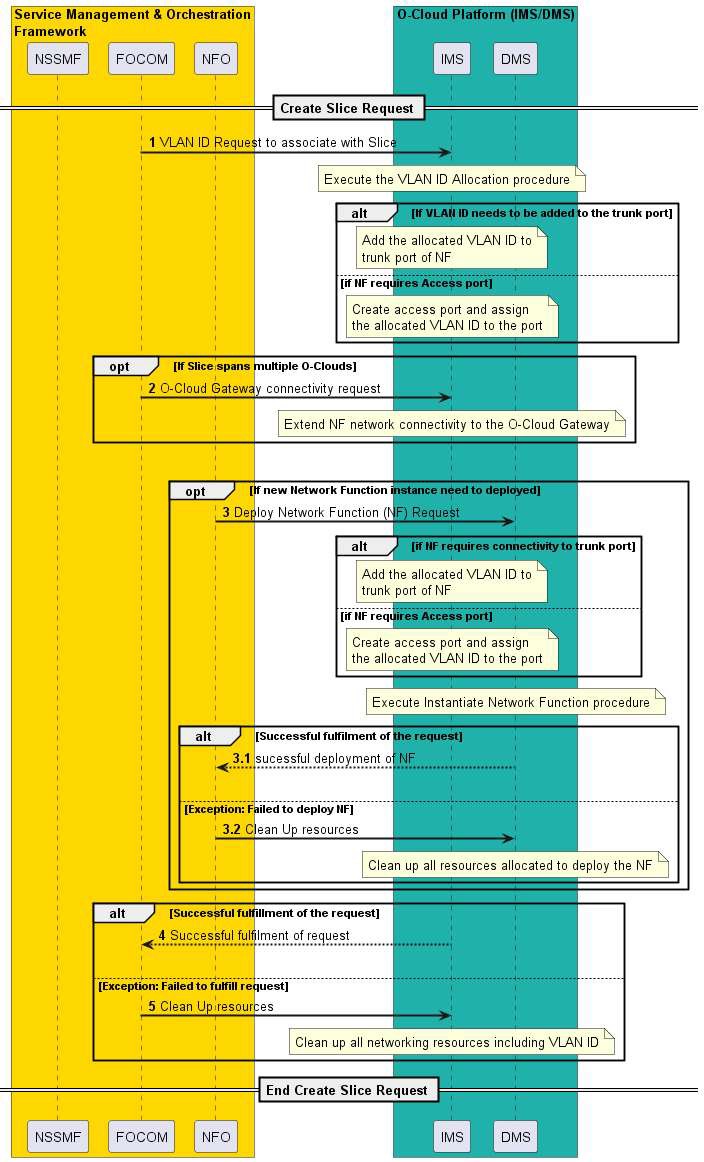 Service Management & Orchestration
Framework
O-Cloud Platform (IMS/DMS)
NSSMF
FOCOM
NFO
IMS
DMS
Create Slice Request
1 VLAN ID Request to associate with Slice
Execute the VLAN ID Allocation procedure
alt
[If VLAN ID needs to be added to the trunk port]
Add the allocated VLAN ID to
trunk port of NF
[if NF requires Access port]
Create access port and assign
the allocated VLAN ID to the port
opt
[If Slice spans multiple O-Clouds]
2 O-Cloud Gateway connectivity request
Extend NF network connectivity to the O-Cloud Gateway
opt
[If new Network Function instance need to deployed]
3 Deploy Network Function (NF) Request
alt
[if NF requires connectivity to trunk port]
Add the allocated VLAN ID to
trunk port of NF
[if NF requires Access port]
Create access port and assign
the allocated VLAN ID to the port
Execute Instantiate Network Function procedure
alt
[Successful fulfilment of the request]
3.1 sucessful deployment of NF
[Exception: Failed to deploy NF]
3.2 Clean Up resources
Clean up all resources allocated to deploy the NF
alt
[Successful fulfillment of the request]
4 Successful fulfilment of request
[Exception: Failed to fulfill request]
5 Clean Up resources
Clean up all networking resources including VLAN ID
End Create Slice Request
NSSMF
FOCOM
NFO
IMS
DMS